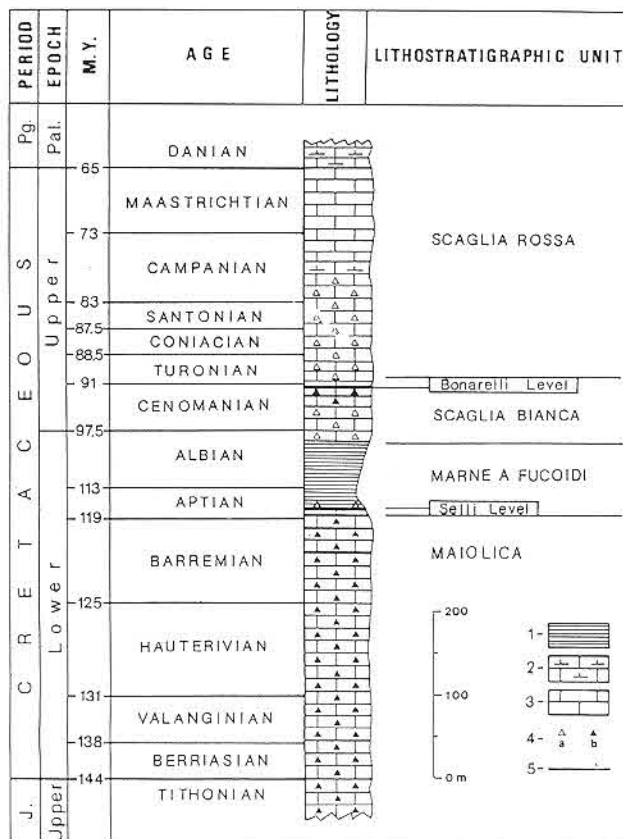 PERIOD
EPOCH
M.Y.
AGE
LITHOLOGY
LITHOSTRATIGRAPHIC UNIT
Pg.
Pal.
CRETACEOUS
Upper
Lower
J.
Upper
DANIAN
65
MAASTRICHTIAN
73
CAMPANIAN
83
SANTONIAN
87.5
CONIACIAN
88.5
TURONIAN
91
CENOMANIAN
97.5
ALBIAN
113
APTIAN
119
BARREMIAN
125
HAUTERIVIAN
131
VALANGINIAN
138
BERRIASIAN
144
TITHONIAN
SCAGLIA ROSSA
Bonarelli Level
SCAGLIA BIANCA
MARNE A FUCOIDI
Selli Level
MAIOLICA
200
100
0 m
1-
2-
3-
4- a b
5-